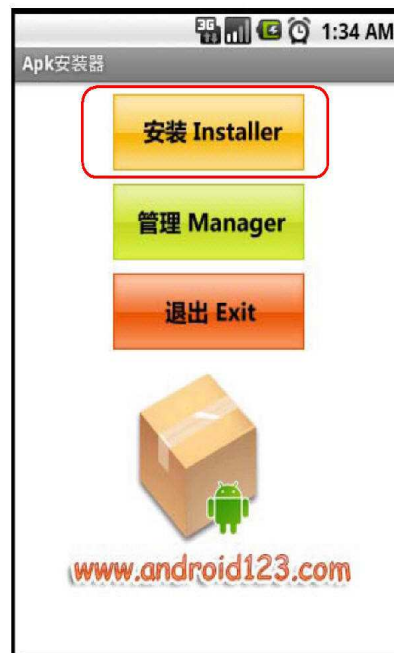 3G 1:34 AM
Apk安装器
安装 Installer
管理 Manager
退出 Exit
www.android123.com